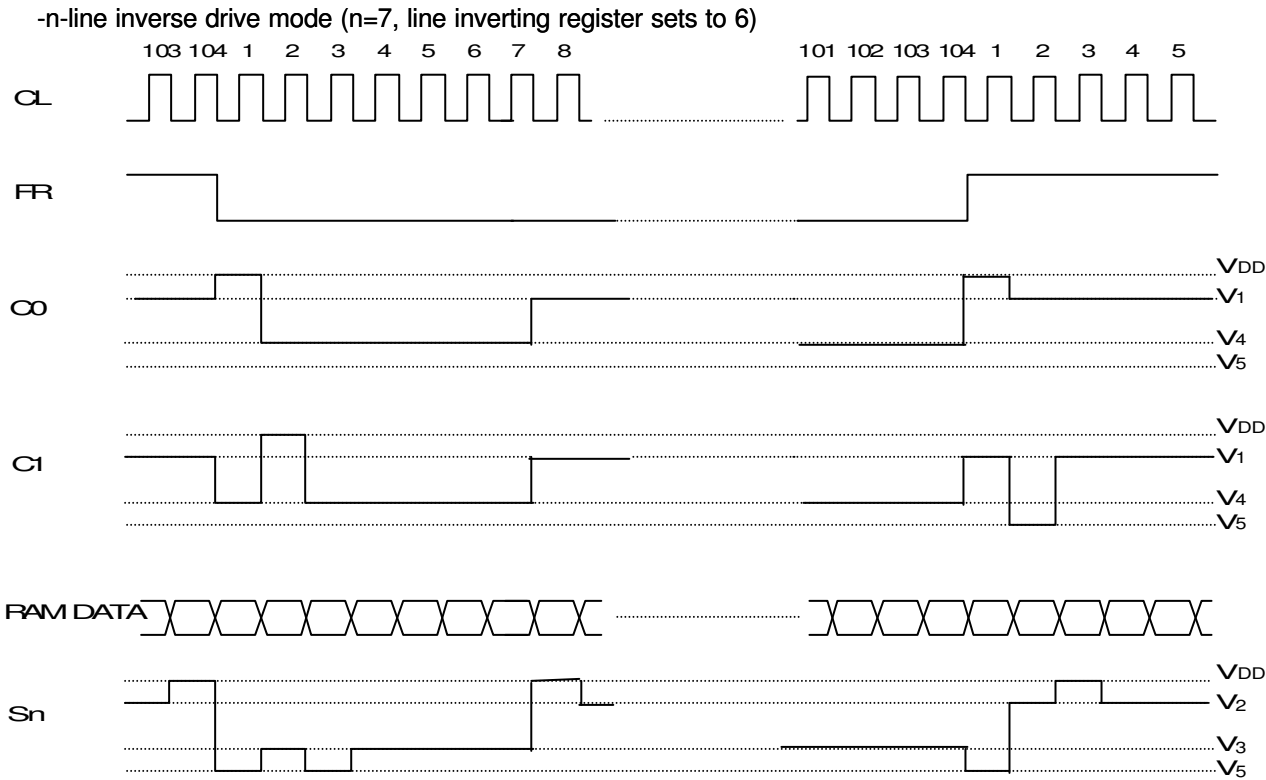 -n-line inverse drive mode (n=7, line inverting register sets to 6)
103 104 1 2 3 4 5 6 7 8 101 102 103 104 1 2 3 4 5
CL
FR
VDD
C0
V1
V4
V5
VDD
C1
V1
V4
V5
RAM DATA
VDD
Sn
V2
V3
V5